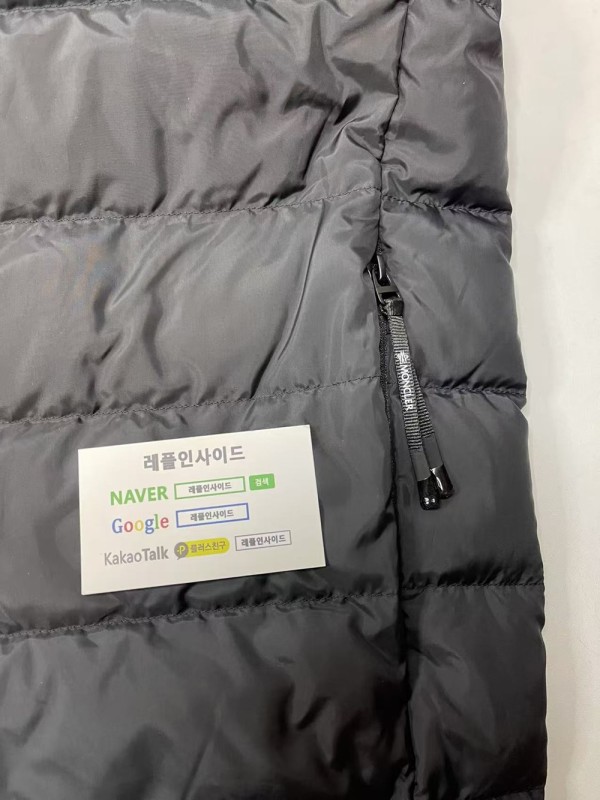 레플인사이드
NAVER 레플인사이드 검색
Google 레플인사이드
KakaoTalk P 플러스친구 레플인사이드
MONCLER